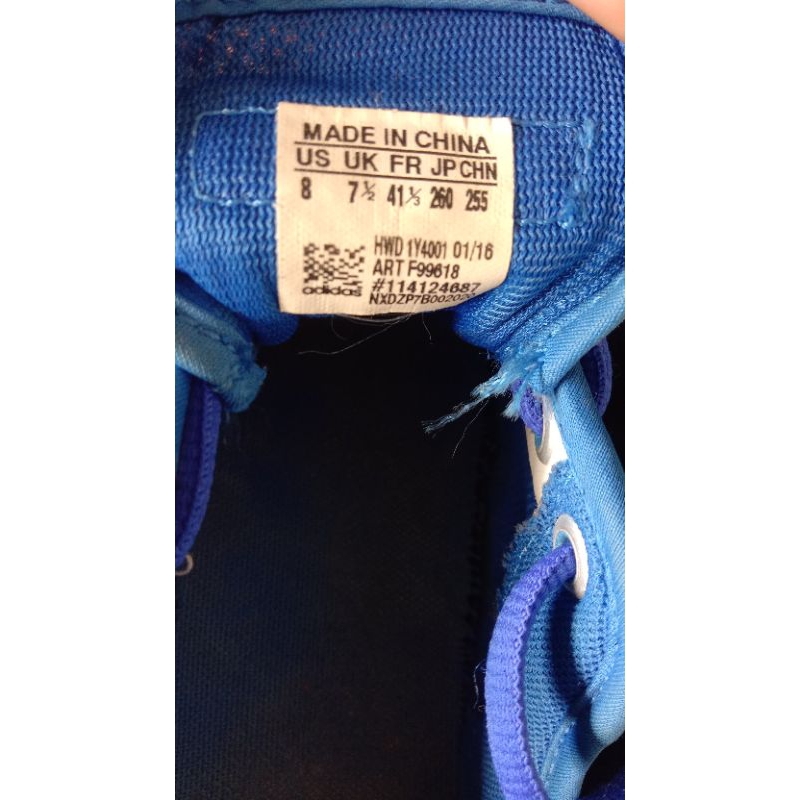 MADE IN CHINA
US UK FR JP CHN
8 7½ 41⅓ 260 255
HWD 1Y4001 01/16
ART F99618
#114124687
adidas